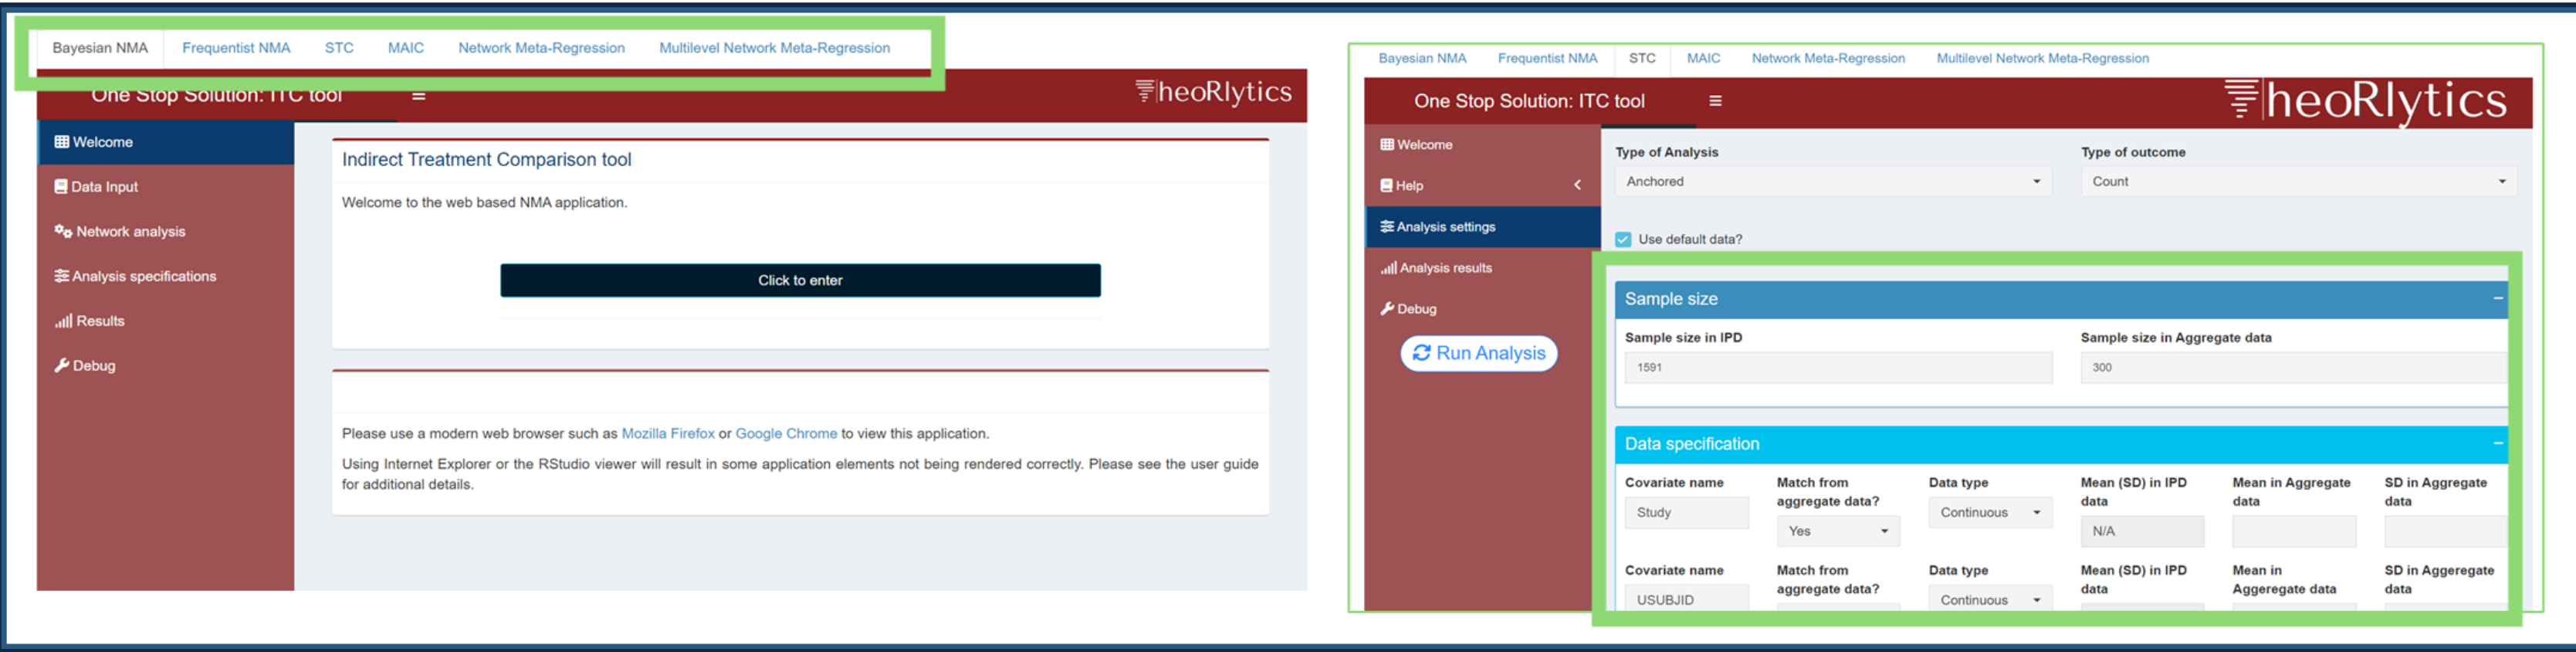 Bayesian NMA Frequentist NMA STC MAIC Network Meta-Regression Multilevel Network Meta-Regression
One Stop Solution: ITC tool
TheoRlytics
Welcome
Data Input
Network analysis
Analysis specifications
Results
Debug
Indirect Treatment Comparison tool
Welcome to the web based NMA application.
Click to enter
Please use a modern web browser such as Mozilla Firefox or Google Chrome to view this application.
Using Internet Explorer or the RStudio viewer will result in some application elements not being rendered correctly. Please see the user guide
for additional details.
Bayesian NMA Frequentist NMA STC MAIC Network Meta-Regression Multilevel Network Meta-Regression
One Stop Solution: ITC tool
TheoRlytics
Welcome
Help
Analysis settings
Analysis results
Debug
Run Analysis
Type of Analysis Type of outcome
Anchored Count
Use default data?
Sample size
Sample size in IPD Sample size in Aggregate data
1591 300
Data specification
Covariate name Match from aggregate data? Data type Mean (SD) in IPD data Mean in Aggregate data SD in Aggregate data
Study Yes Continuous N/A
Covariate name Match from aggregate data? Data type Mean (SD) in IPD data Mean in Aggeregate data SD in Aggeregate data
USUBJID Continuous